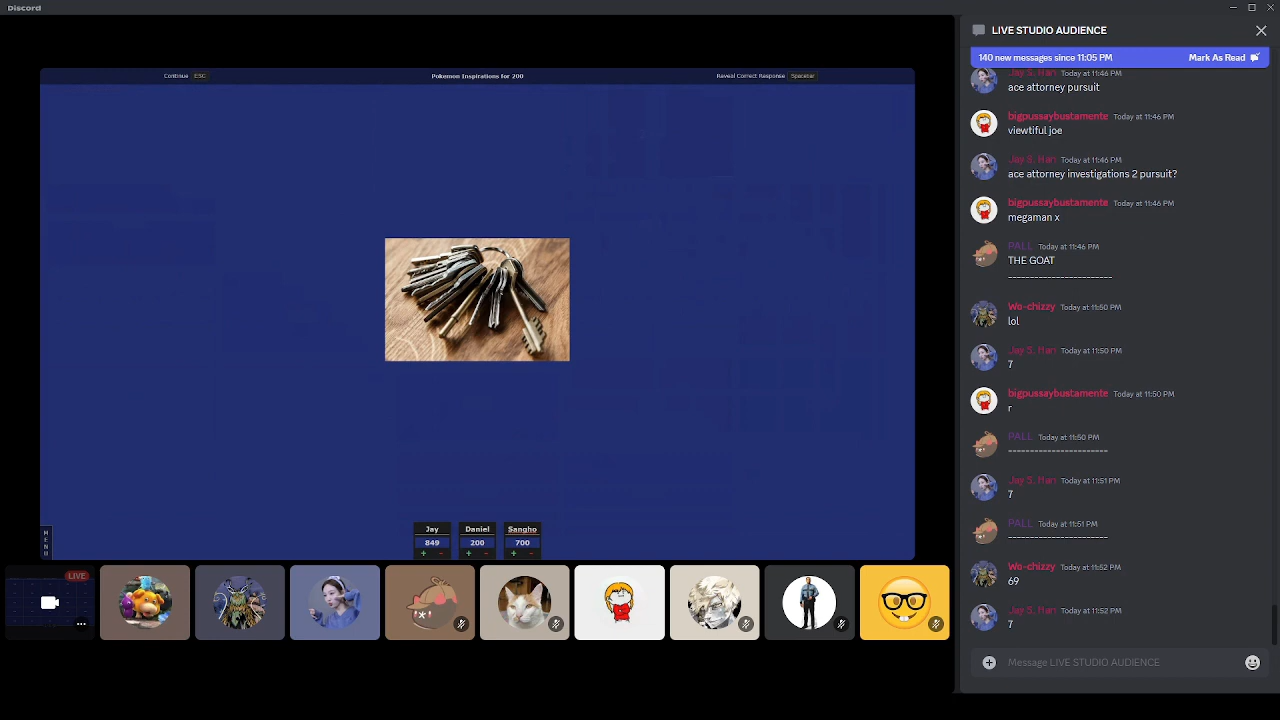 Discord
LIVE STUDIO AUDIENCE
140 new messages since 11:05 PM
Mark As Read
Continue ESC
Pokemon Inspirations for 200
Reveal Correct Response Spacebar
Jay S. Han Today at 11:46 PM
ace attorney pursuit
bigpussaybustamente Today at 11:46 PM
viewtiful joe
Jay S. Han Today at 11:46 PM
ace attorney investigations 2 pursuit?
bigpussaybustamente Today at 11:46 PM
megaman x
PALL Today at 11:46 PM
THE GOAT
------------------------
Wo-chizzy Today at 11:50 PM
lol
Jay S. Han Today at 11:50 PM
7
bigpussaybustamente Today at 11:50 PM
r
PALL Today at 11:50 PM
-----------------------
Jay S. Han Today at 11:51 PM
7
PALL Today at 11:51 PM
-----------------------
Wo-chizzy Today at 11:52 PM
69
Jay S. Han Today at 11:52 PM
7
Message LIVE STUDIO AUDIENCE
MENU
Jay Daniel Sangho
849 200 700
+ - + - + -
LIVE